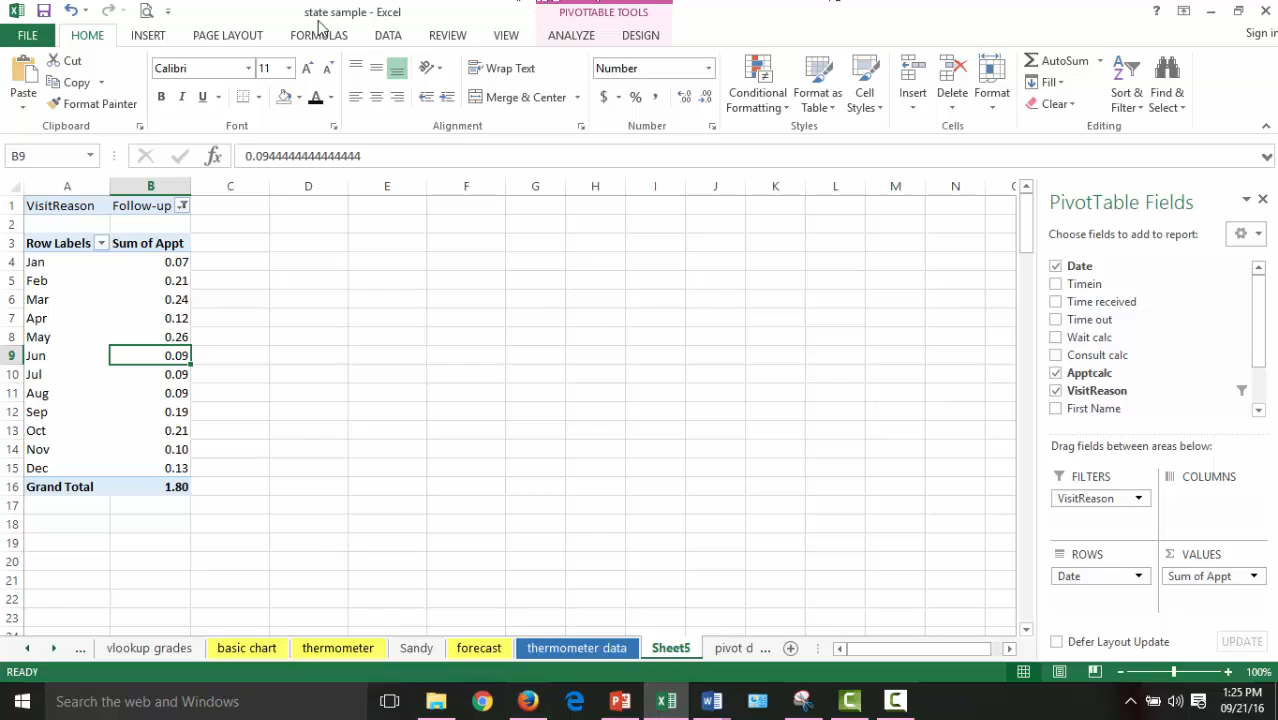 state sample - Excel
PIVOTTABLE TOOLS
?
FILE HOME INSERT PAGE LAYOUT FORMULAS DATA REVIEW VIEW ANALYZE DESIGN Sign in
Paste
Cut
Copy
Format Painter
Clipboard
Calibri 11
B I U
Font
Wrap Text
Merge & Center
Alignment
Number
$ % ,
Number
Conditional Formatting
Format as Table
Cell Styles
Styles
Insert Delete Format
Cells
AutoSum
Fill
Clear
Sort & Filter
Find & Select
Editing
B9 fx 0.0944444444444444
A B C D E F G H I J K L M N
1 VisitReason Follow-up
2
3 Row Labels Sum of Appt
4 Jan 0.07
5 Feb 0.21
6 Mar 0.24
7 Apr 0.12
8 May 0.26
9 Jun 0.09
10 Jul 0.09
11 Aug 0.09
12 Sep 0.19
13 Oct 0.21
14 Nov 0.10
15 Dec 0.13
16 Grand Total 1.80
17
18
19
20
21
22
23
PivotTable Fields
Choose fields to add to report:
Date
Timein
Time received
Time out
Wait calc
Consult calc
Apptcalc
VisitReason
First Name
Drag fields between areas below:
FILTERS
VisitReason
COLUMNS
ROWS
Date
Σ VALUES
Sum of Appt
Defer Layout Update UPDATE
... vlookup grades basic chart thermometer Sandy forecast thermometer data Sheet5 pivot d ...
READY 100%
Search the web and Windows
1:25 PM
09/21/16